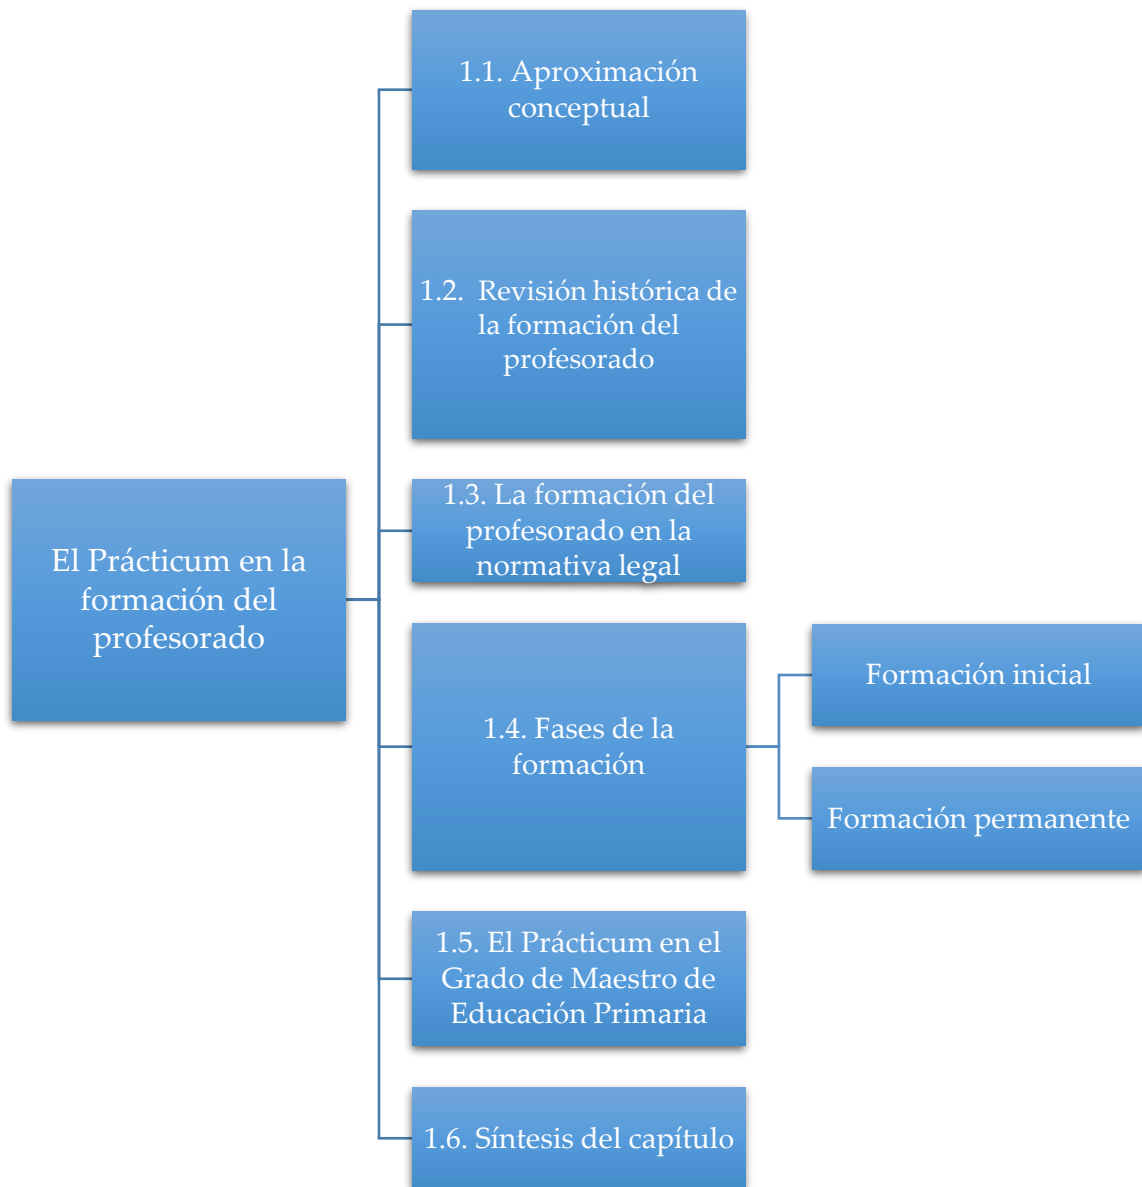 1.1. Aproximación
conceptual
1.2. Revisión histórica de
la formación del
profesorado
1.3. La formación del
profesorado en la
normativa legal
El Prácticum en la
formación del
profesorado
1.4. Fases de la
formación
Formación inicial
Formación permanente
1.5. El Prácticum en el
Grado de Maestro de
Educación Primaria
1.6. Síntesis del capítulo